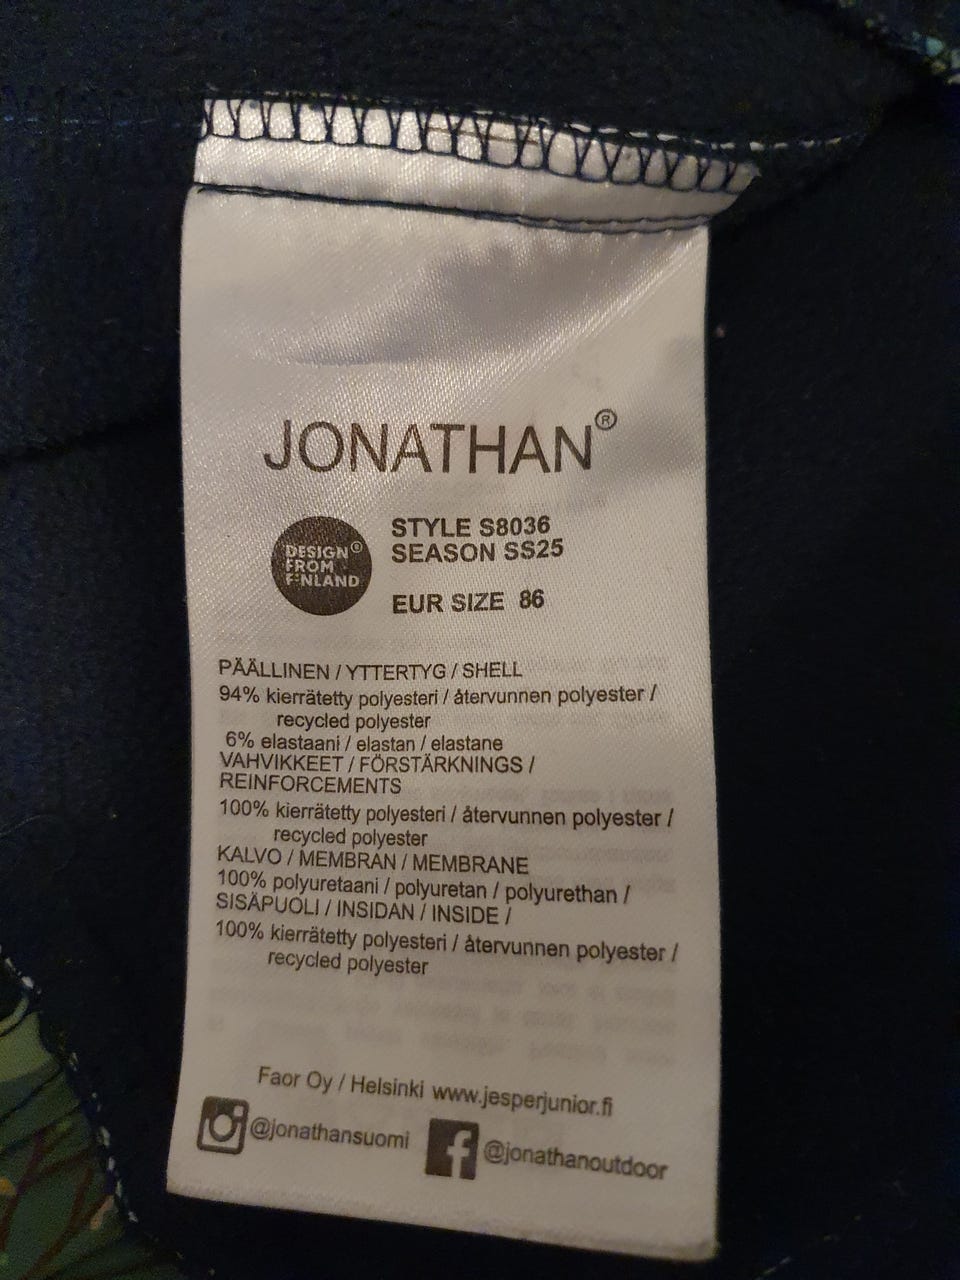 JONATHAN®
DESIGN®
FROM
FINLAND
STYLE S8036
SEASON SS25
EUR SIZE 86
PÄÄLLINEN / YTTERTYG / SHELL
94% kierrätetty polyesteri / återvunnen polyester /
recycled polyester
6% elastaani / elastan / elastane
VAHVIKKEET / FÖRSTÄRKNINGS /
REINFORCEMENTS
100% kierrätetty polyesteri / återvunnen polyester /
recycled polyester
KALVO / MEMBRAN / MEMBRANE
100% polyuretaani / polyuretan / polyurethan /
SISÄPUOLI / INSIDAN / INSIDE /
100% kierrätetty polyesteri / återvunnen polyester /
recycled polyester
Faor Oy / Helsinki www.jesperjunior.fi
@jonathansuomi
@jonathanoutdoor